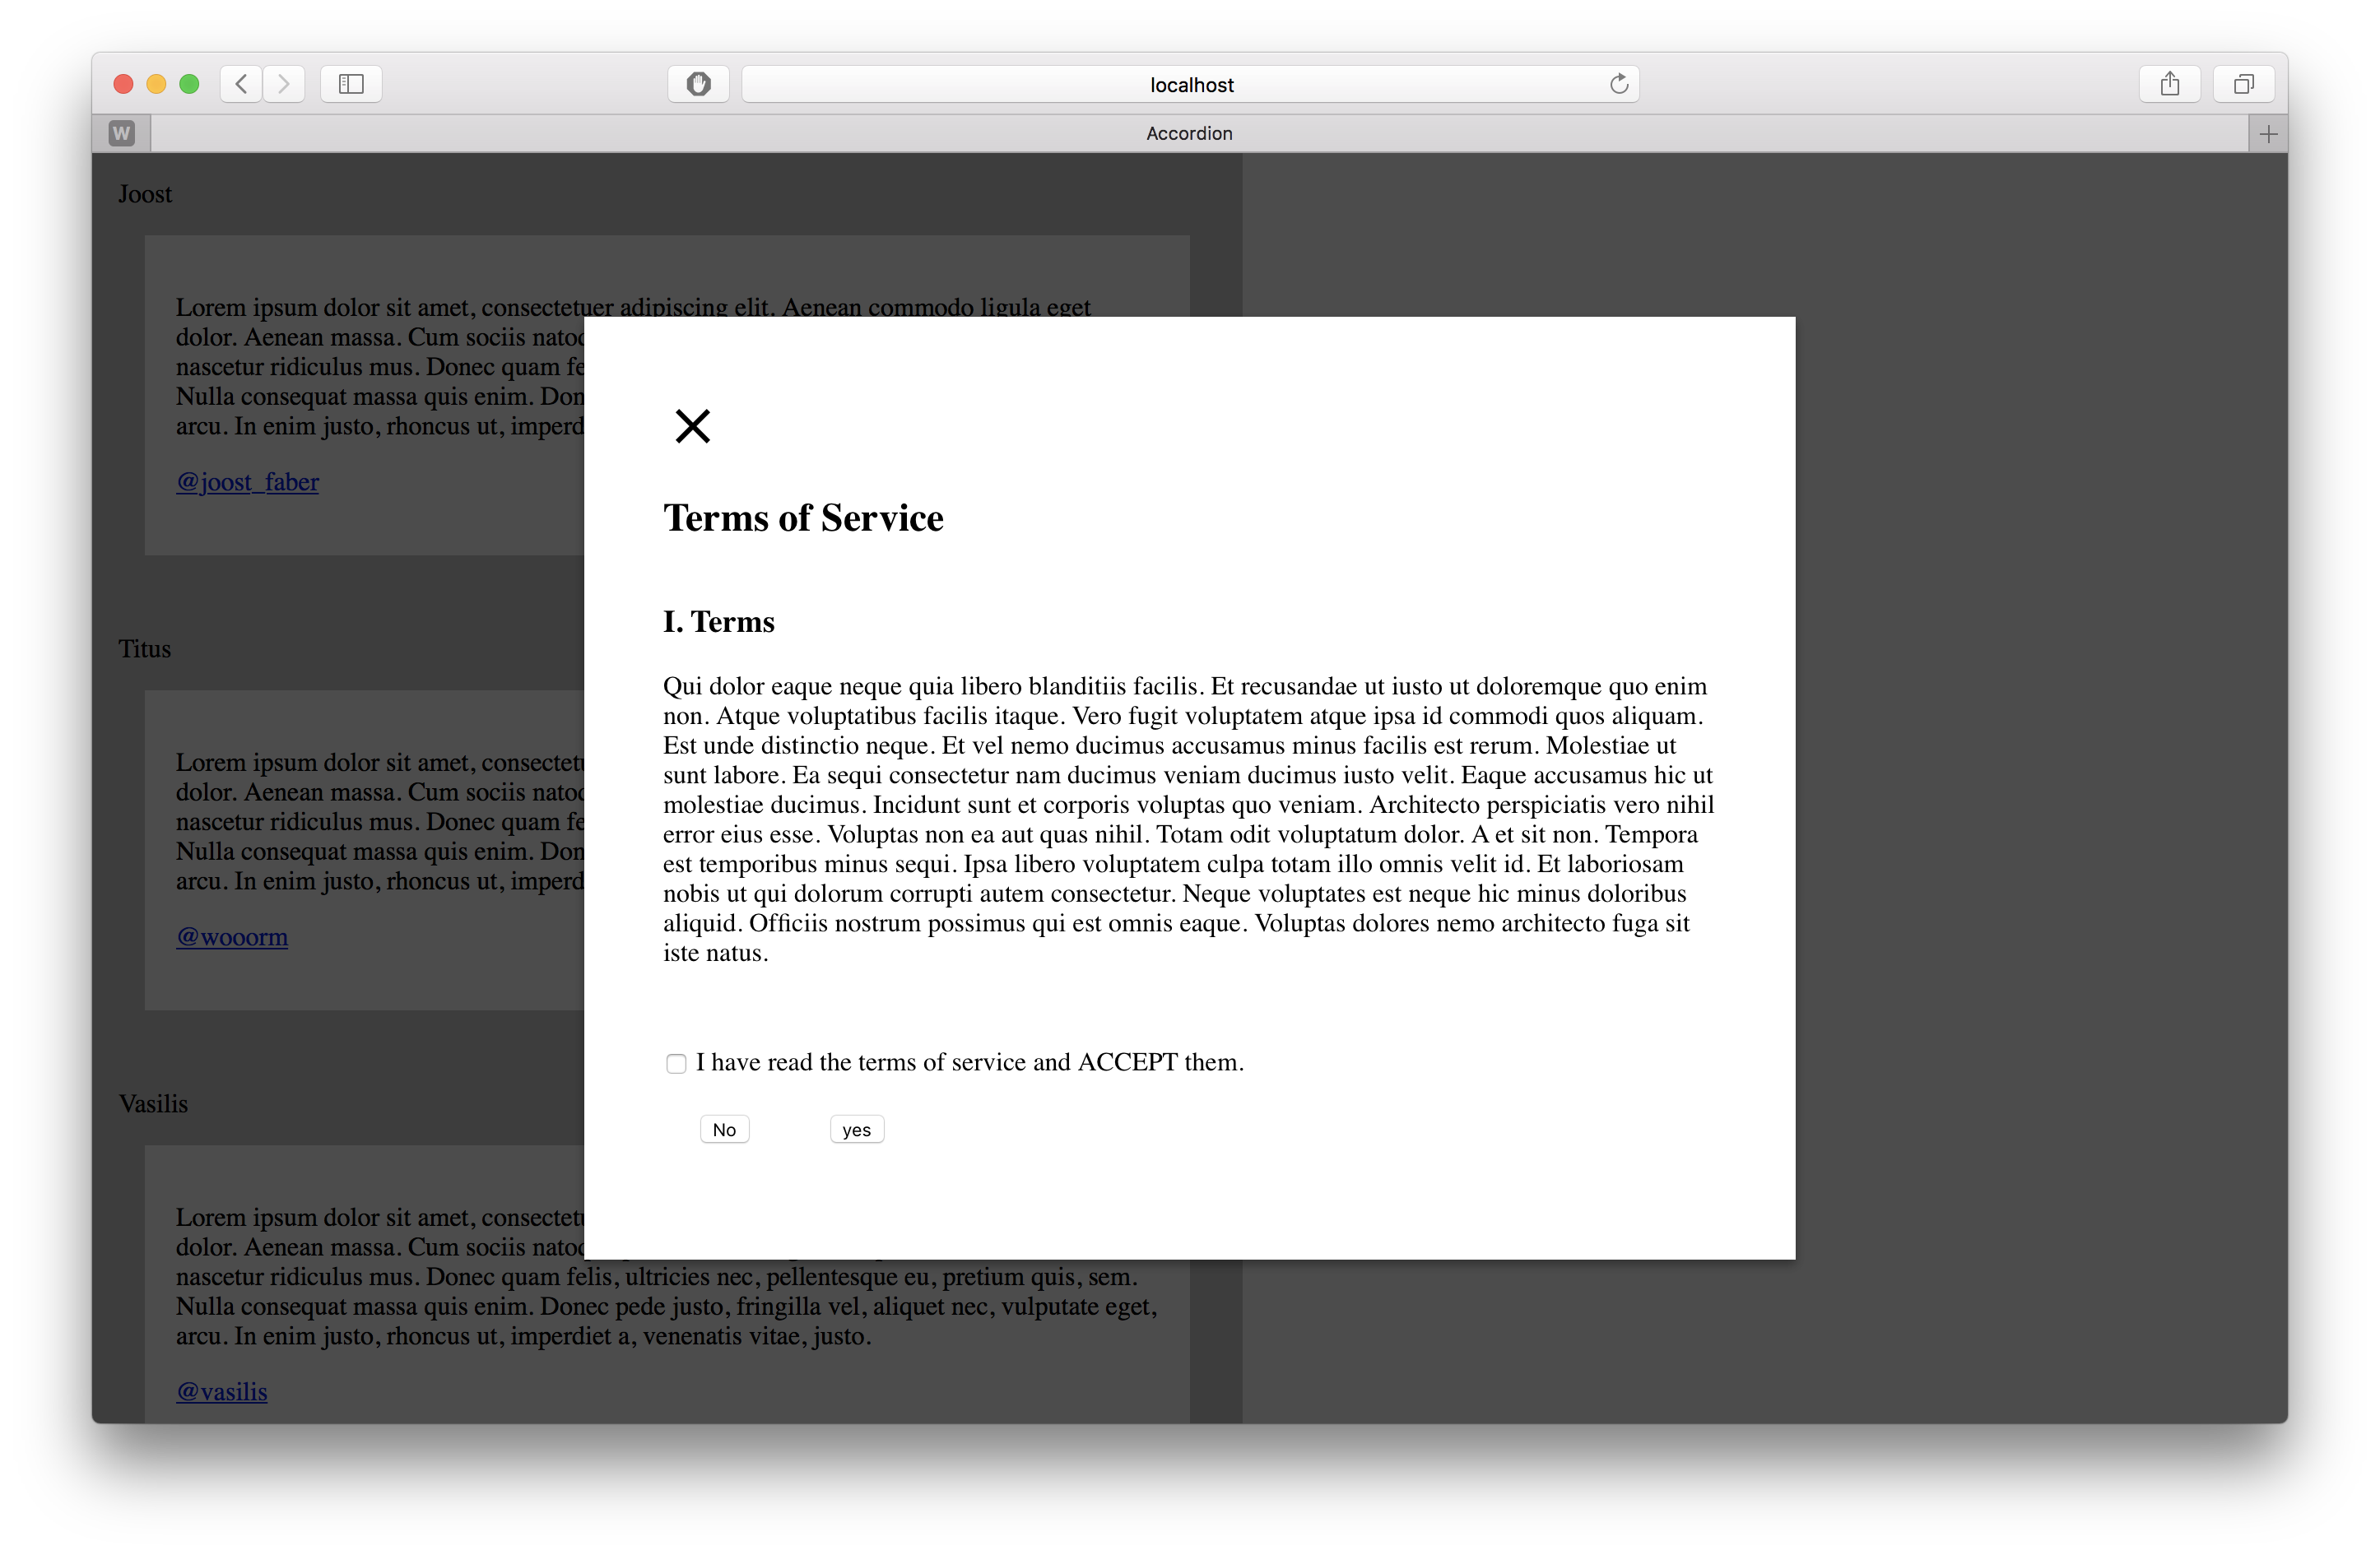 localhost
W
Accordion
Joost
Lorem ipsum dolor sit amet, consectetuer adipiscing elit. Aenean commodo ligula eget
dolor. Aenean massa. Cum sociis
nascetur ridiculus mus. Donec quam
Nulla consequat massa quis enim.
arcu. In enim justo, rhoncus ut,
@joost_faber
Titus
Lorem ipsum dolor sit amet,
dolor. Aenean massa. Cum sociis
nascetur ridiculus mus. Donec quam
Nulla consequat massa quis enim.
arcu. In enim justo, rhoncus ut,
@wooorm
Vasilis
Lorem ipsum dolor sit amet,
dolor. Aenean massa. Cum sociis
nascetur ridiculus mus. Donec quam felis, ultricies nec, pellentesque eu, pretium quis, sem.
Nulla consequat massa quis enim. Donec pede justo, fringilla vel, aliquet nec, vulputate eget,
arcu. In enim justo, rhoncus ut, imperdiet a, venenatis vitae, justo.
@vasilis
Terms of Service
I. Terms
Qui dolor eaque neque quia libero blanditiis facilis. Et recusandae ut iusto ut doloremque quo enim
non. Atque voluptatibus facilis itaque. Vero fugit voluptatem atque ipsa id commodi quos aliquam.
Est unde distinctio neque. Et vel nemo ducimus accusamus minus facilis est rerum. Molestiae ut
sunt labore. Ea sequi consectetur nam ducimus veniam ducimus iusto velit. Eaque accusamus hic ut
molestiae ducimus. Incidunt sunt et corporis voluptas quo veniam. Architecto perspiciatis vero nihil
error eius esse. Voluptas non ea aut quas nihil. Totam odit voluptatum dolor. A et sit non. Tempora
est temporibus minus sequi. Ipsa libero voluptatem culpa totam illo omnis velit id. Et laboriosam
nobis ut qui dolorum corrupti autem consectetur. Neque voluptates est neque hic minus doloribus
aliquid. Officiis nostrum possimus qui est omnis eaque. Voluptas dolores nemo architecto fuga sit
iste natus.
I have read the terms of service and ACCEPT them.
No
yes